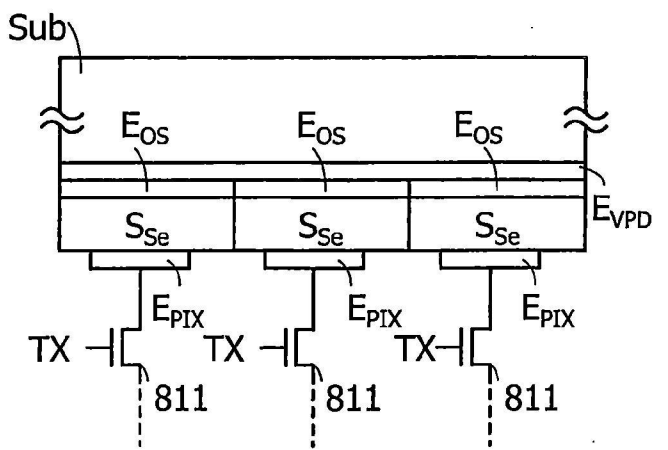 Sub
E_OS E_OS E_OS
E_VPD
S_Se S_Se S_Se
E_PIX E_PIX E_PIX
TX TX TX
811 811 811